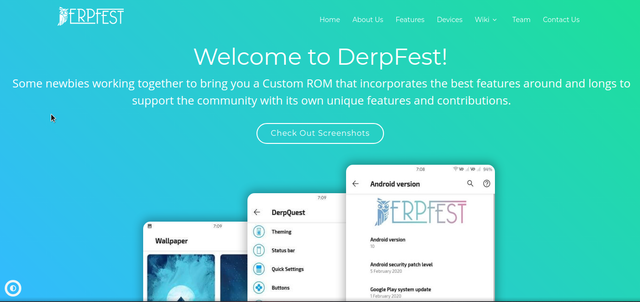 ERPFEST
Home About Us Features Devices Wiki Team Contact Us
Welcome to DerpFest!
Some newbies working together to bring you a Custom ROM that incorporates the best features around and longs to
support the community with its own unique features and contributions.
Check Out Screenshots
7:09
Wallpaper
7:09
DerpQuest
Theming
Status bar
Quick Settings
Buttons
7:08
84%
Android version
ERPFEST
Android version
10
Android security patch level
5 February 2020
Google Play system update
1 February 2020